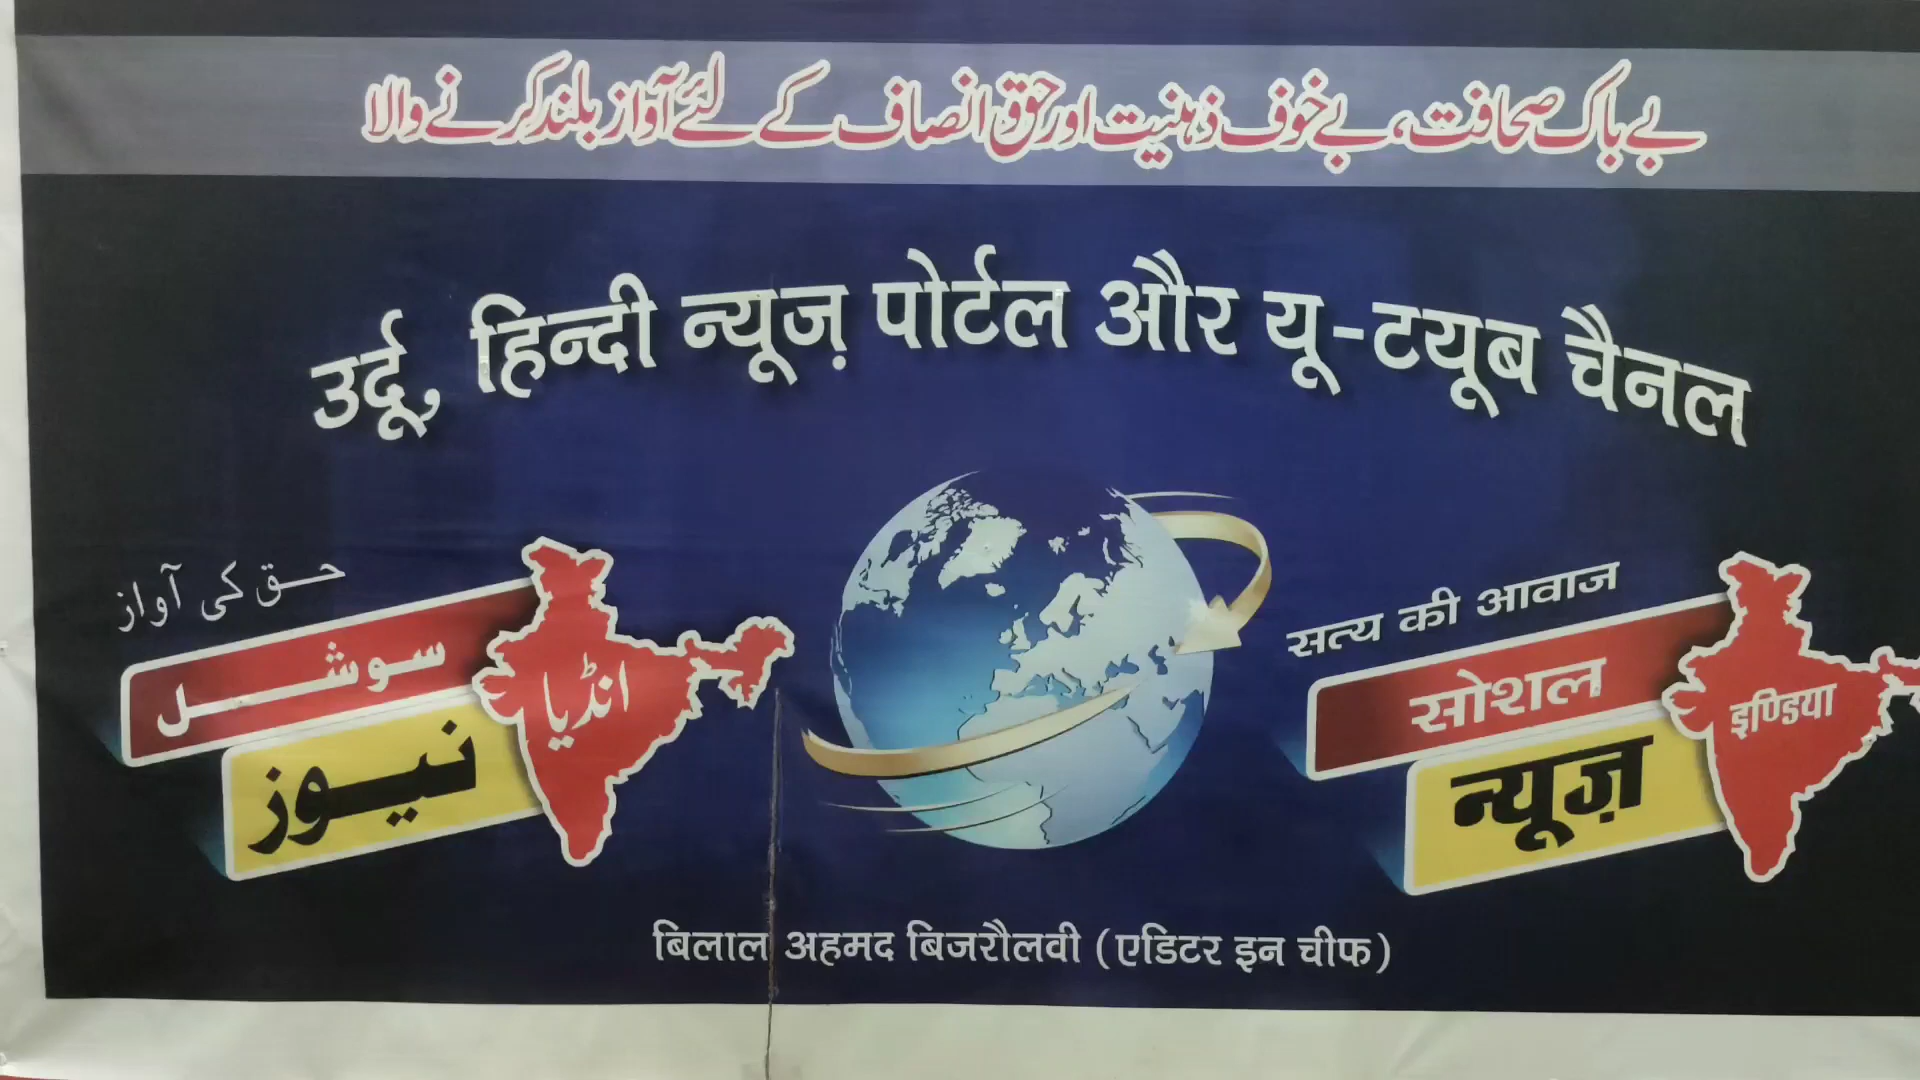 بے باک صحافت، بے خوف ذہنیت اور حق انصاف کے لئے آواز بلند کرنے والا
उर्दू, हिन्दी न्यूज़ पोर्टल और यू-टयूब चैनल
حق کی آواز
سوشل
نیوز
انڈیا
सत्य की आवाज
सोशल
न्यूज़
इण्डिया
बिलाल अहमद बिजरौलवी (एडिटर इन चीफ)